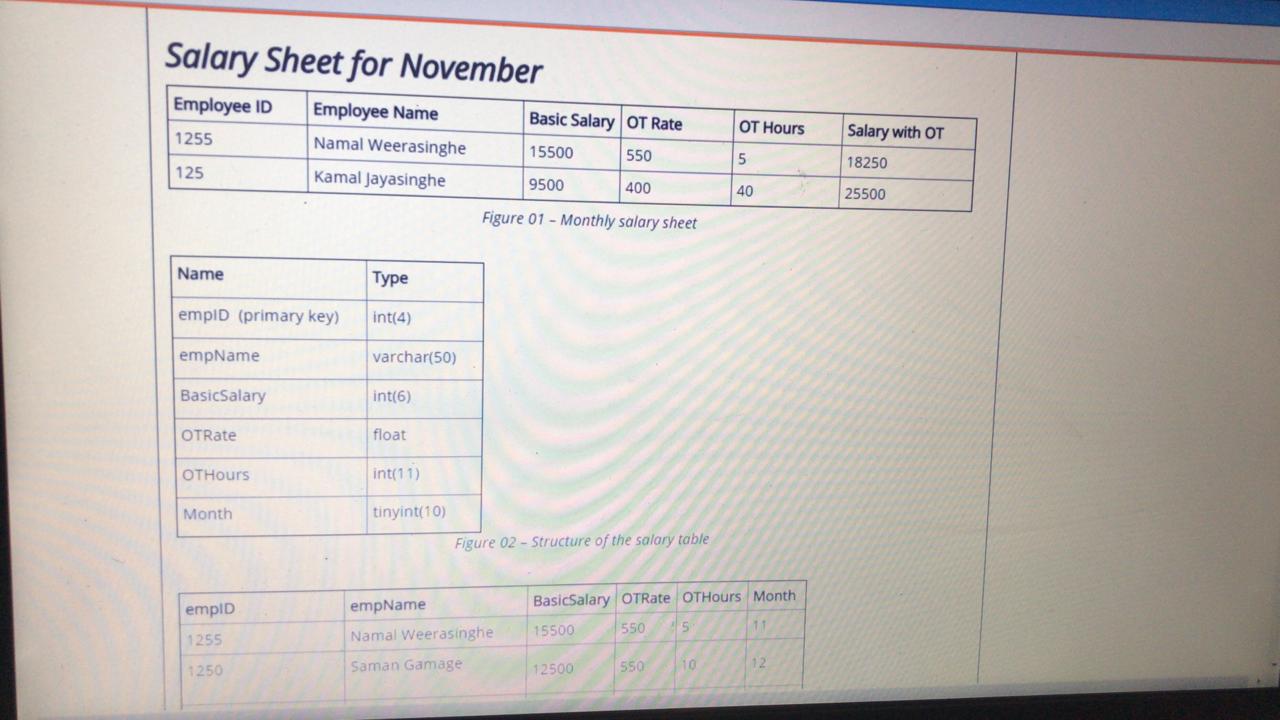 Salary Sheet for November
Employee ID Employee Name Basic Salary OT Rate OT Hours Salary with OT
1255 Namal Weerasinghe 15500 550 5 18250
125 Kamal Jayasinghe 9500 400 40 25500
Figure 01 – Monthly salary sheet
Name Type
empID (primary key) int(4)
empName varchar(50)
BasicSalary int(6)
OTRate float
OTHours int(11)
Month tinyint(10)
Figure 02 – Structure of the salary table
empID empName BasicSalary OTRate OTHours Month
1255 Namal Weerasinghe 15500 550 5 11
1250 Saman Gamage 12500 550 10 12